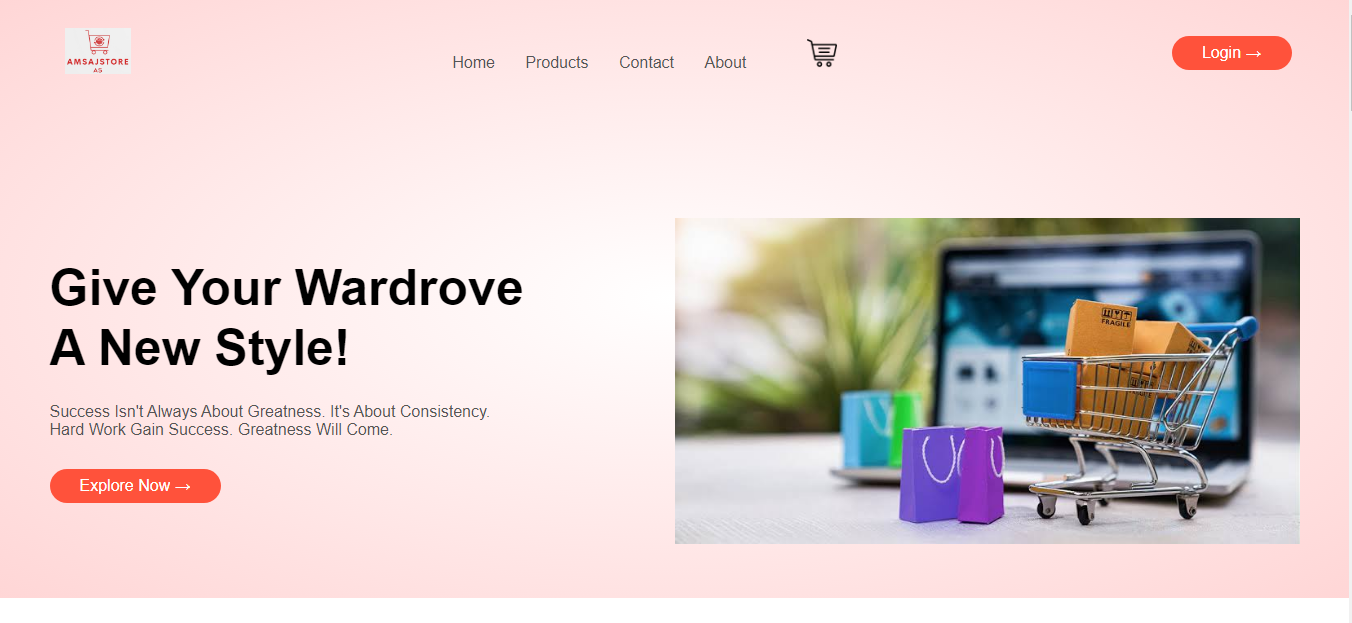 AMSAJSTORE
AS
Home
Products
Contact
About
Login →
Give Your Wardrove
A New Style!
Success Isn't Always About Greatness. It's About Consistency.
Hard Work Gain Success. Greatness Will Come.
Explore Now →
FRAGILE